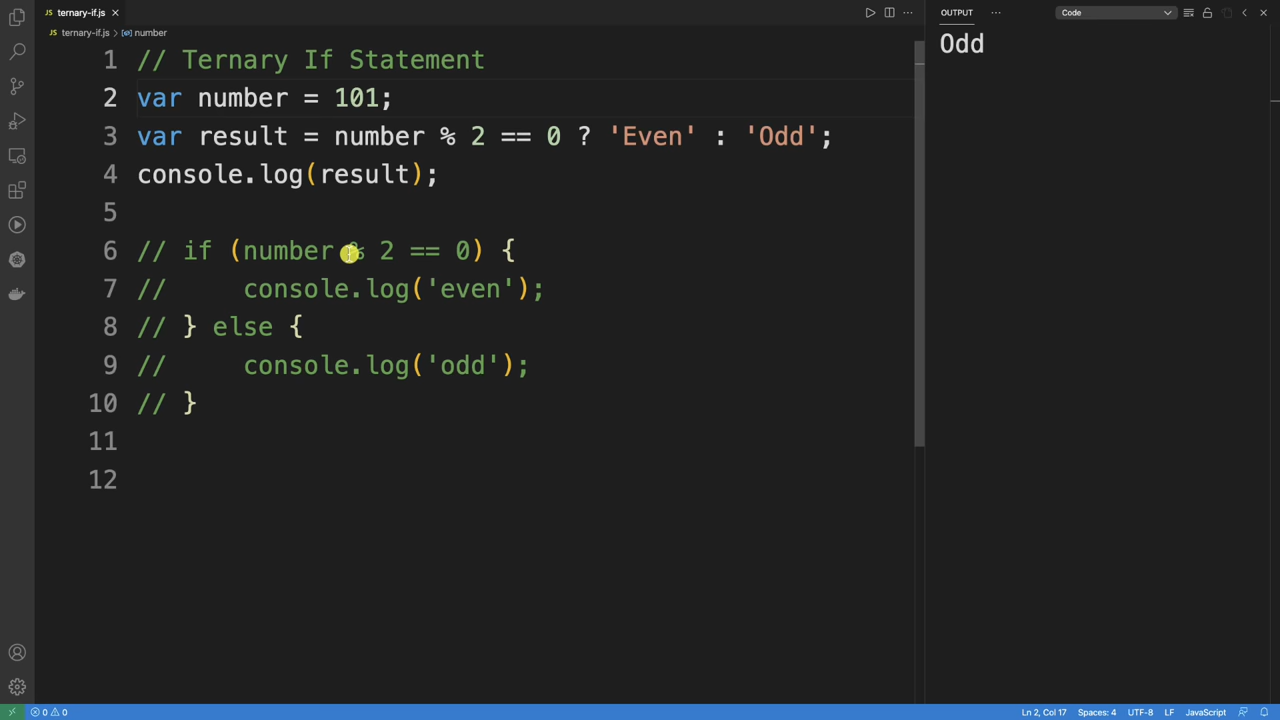 JS ternary-if.js ×
OUTPUT ··· Code
JS ternary-if.js > number
1 // Ternary If Statement
2 var number = 101;
3 var result = number % 2 == 0 ? 'Even' : 'Odd';
4 console.log(result);
5
6 // if (number % 2 == 0) {
7 //     console.log('even');
8 // } else {
9 //     console.log('odd');
10 // }
11
12
Odd
0 0
Ln 2, Col 17 Spaces: 4 UTF-8 LF JavaScript